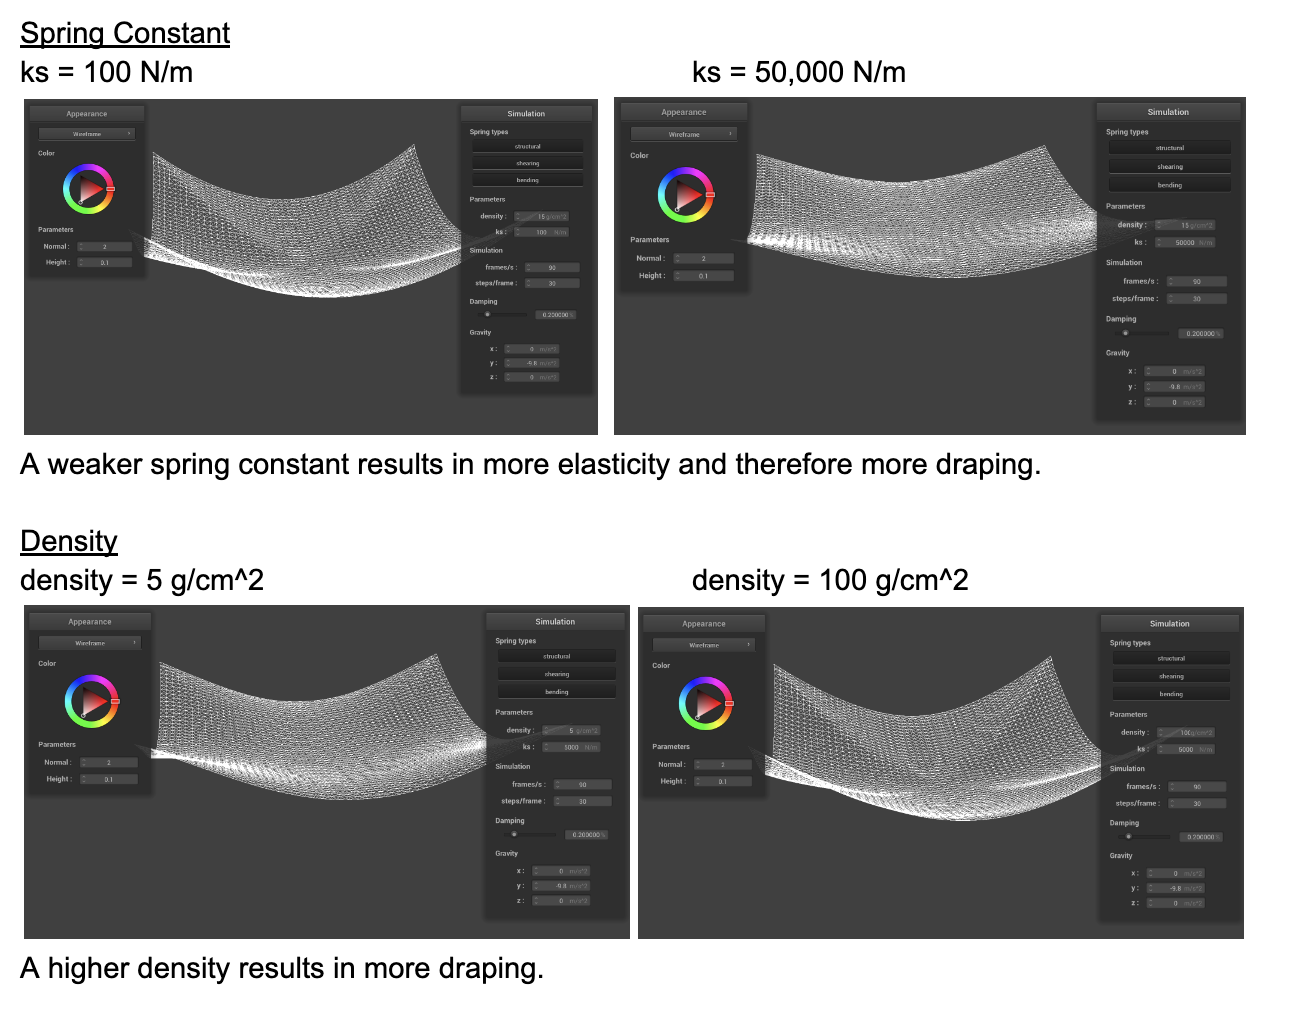 Spring Constant
ks = 100 N/m
ks = 50,000 N/m
Appearance
Wireframe
Color
Parameters
Normal: 2
Height: 0.1
Simulation
Spring types
structural
shearing
bending
Parameters
density: 15 g/cm^2
ks: 100 N/m
Simulation
frames/s: 90
steps/frame: 30
Damping
0.200000 %
Gravity
x: 0 m/s^2
y: -9.8 m/s^2
z: 0 m/s^2
Appearance
Wireframe
Color
Parameters
Normal: 2
Height: 0.1
Simulation
Spring types
structural
shearing
bending
Parameters
density: 15 g/cm^2
ks: 50000 N/m
Simulation
frames/s: 90
steps/frame: 30
Damping
0.200000 %
Gravity
x: 0 m/s^2
y: -9.8 m/s^2
z: 0 m/s^2
A weaker spring constant results in more elasticity and therefore more draping.
Density
density = 5 g/cm^2
density = 100 g/cm^2
Appearance
Wireframe
Color
Parameters
Normal: 2
Height: 0.1
Simulation
Spring types
structural
shearing
bending
Parameters
density: 5 g/cm^2
ks: 5000 N/m
Simulation
frames/s: 90
steps/frame: 30
Damping
0.200000 %
Gravity
x: 0 m/s^2
y: -9.8 m/s^2
z: 0 m/s^2
Appearance
Wireframe
Color
Parameters
Normal: 2
Height: 0.1
Simulation
Spring types
structural
shearing
bending
Parameters
density:
ks: 5000 N/m
Simulation
frames/s: 90
steps/frame: 30
Damping
0.200000 %
Gravity
x: 0 m/s^2
y: -9.8 m/s^2
z: 0 m/s^2
A higher density results in more draping.